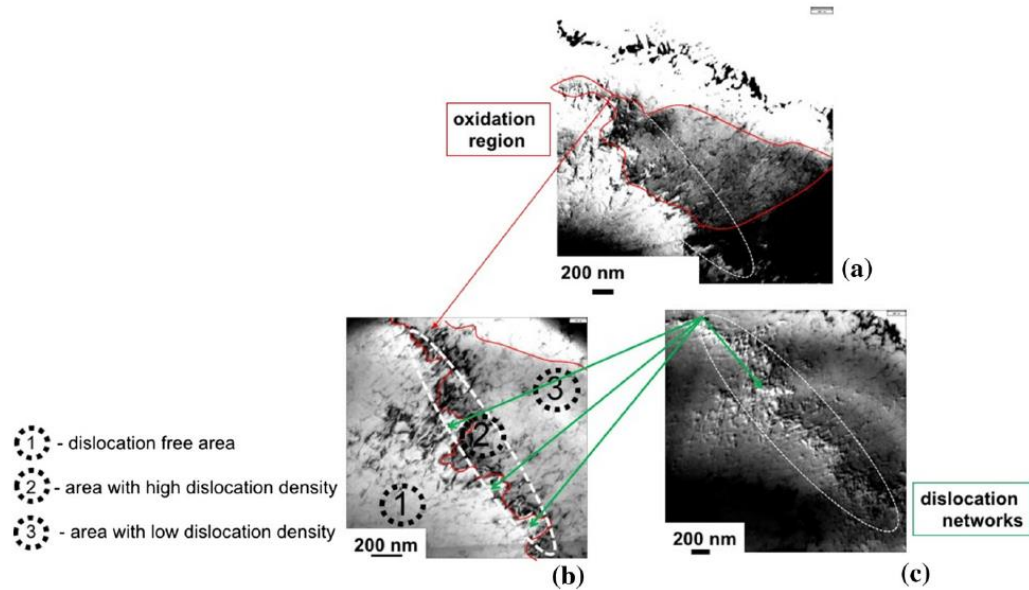 oxidation
region
200 nm
(a)
3
2
1
200 nm
(b)
200 nm
(c)
1 - dislocation free area
2 - area with high dislocation density
3 - area with low dislocation density
dislocation
networks